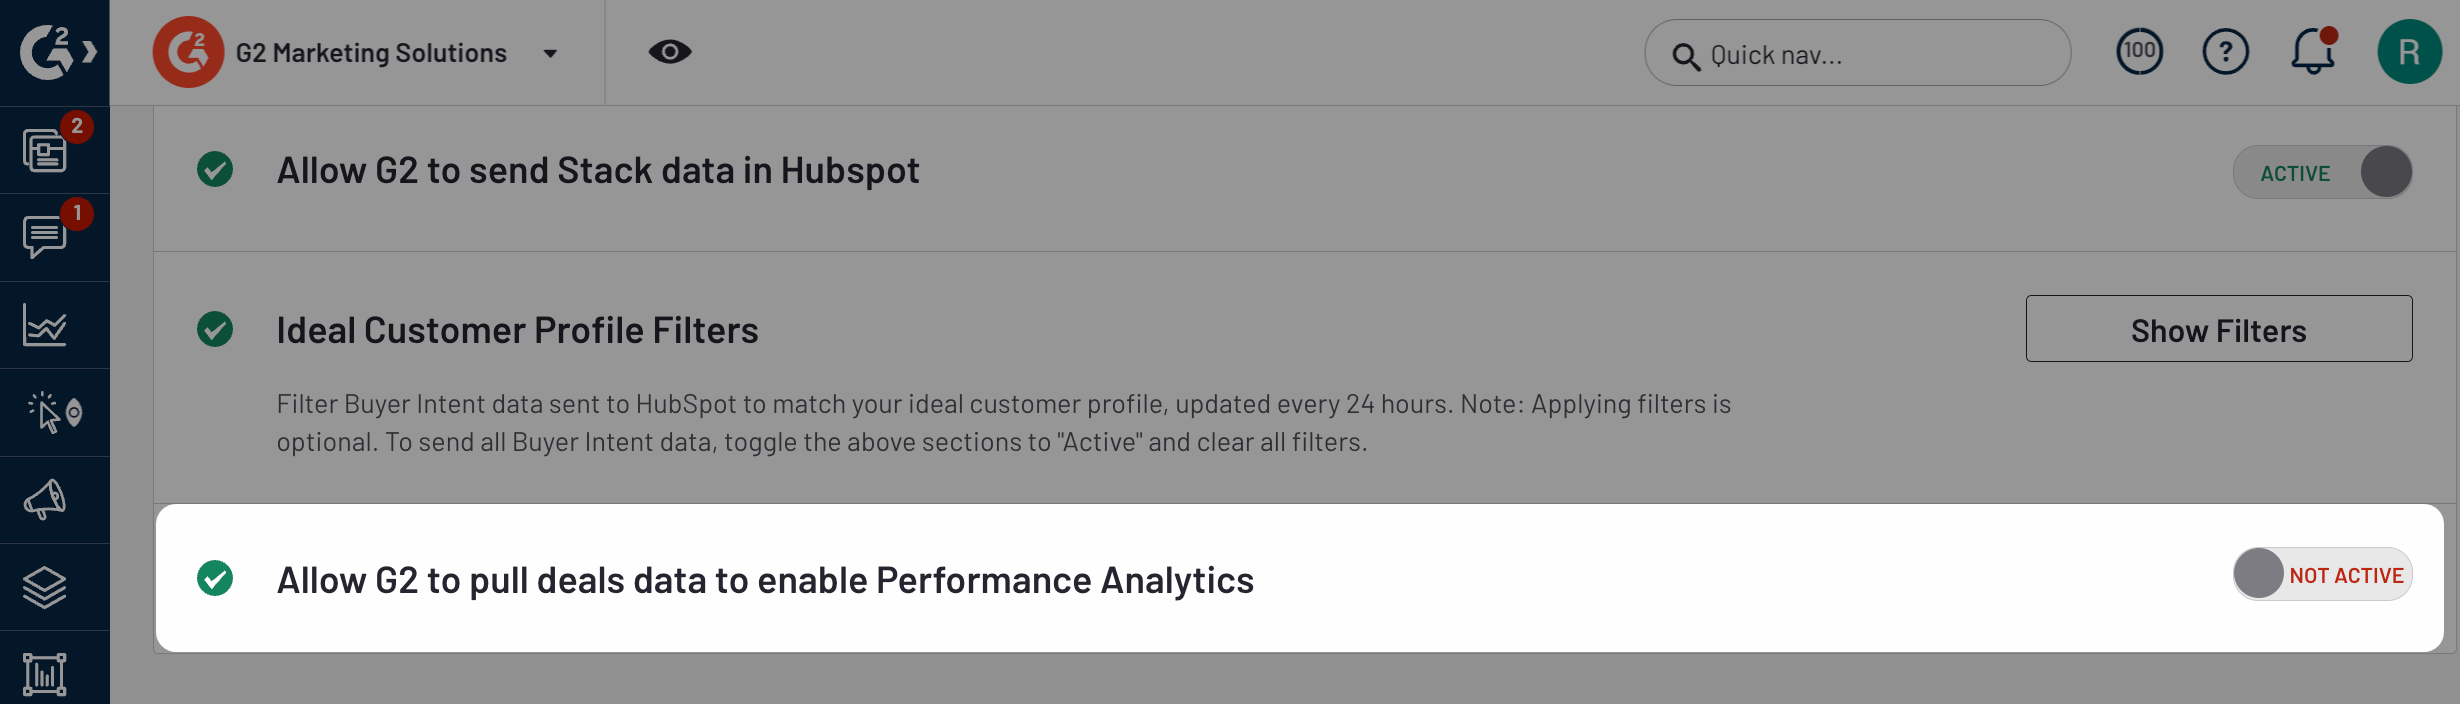 G2 Marketing Solutions
Quick nav...
100
?
R
2
1
Allow G2 to send Stack data in Hubspot
ACTIVE
Ideal Customer Profile Filters
Show Filters
Filter Buyer Intent data sent to HubSpot to match your ideal customer profile, updated every 24 hours. Note: Applying filters is
optional. To send all Buyer Intent data, toggle the above sections to "Active" and clear all filters.
Allow G2 to pull deals data to enable Performance Analytics
NOT ACTIVE